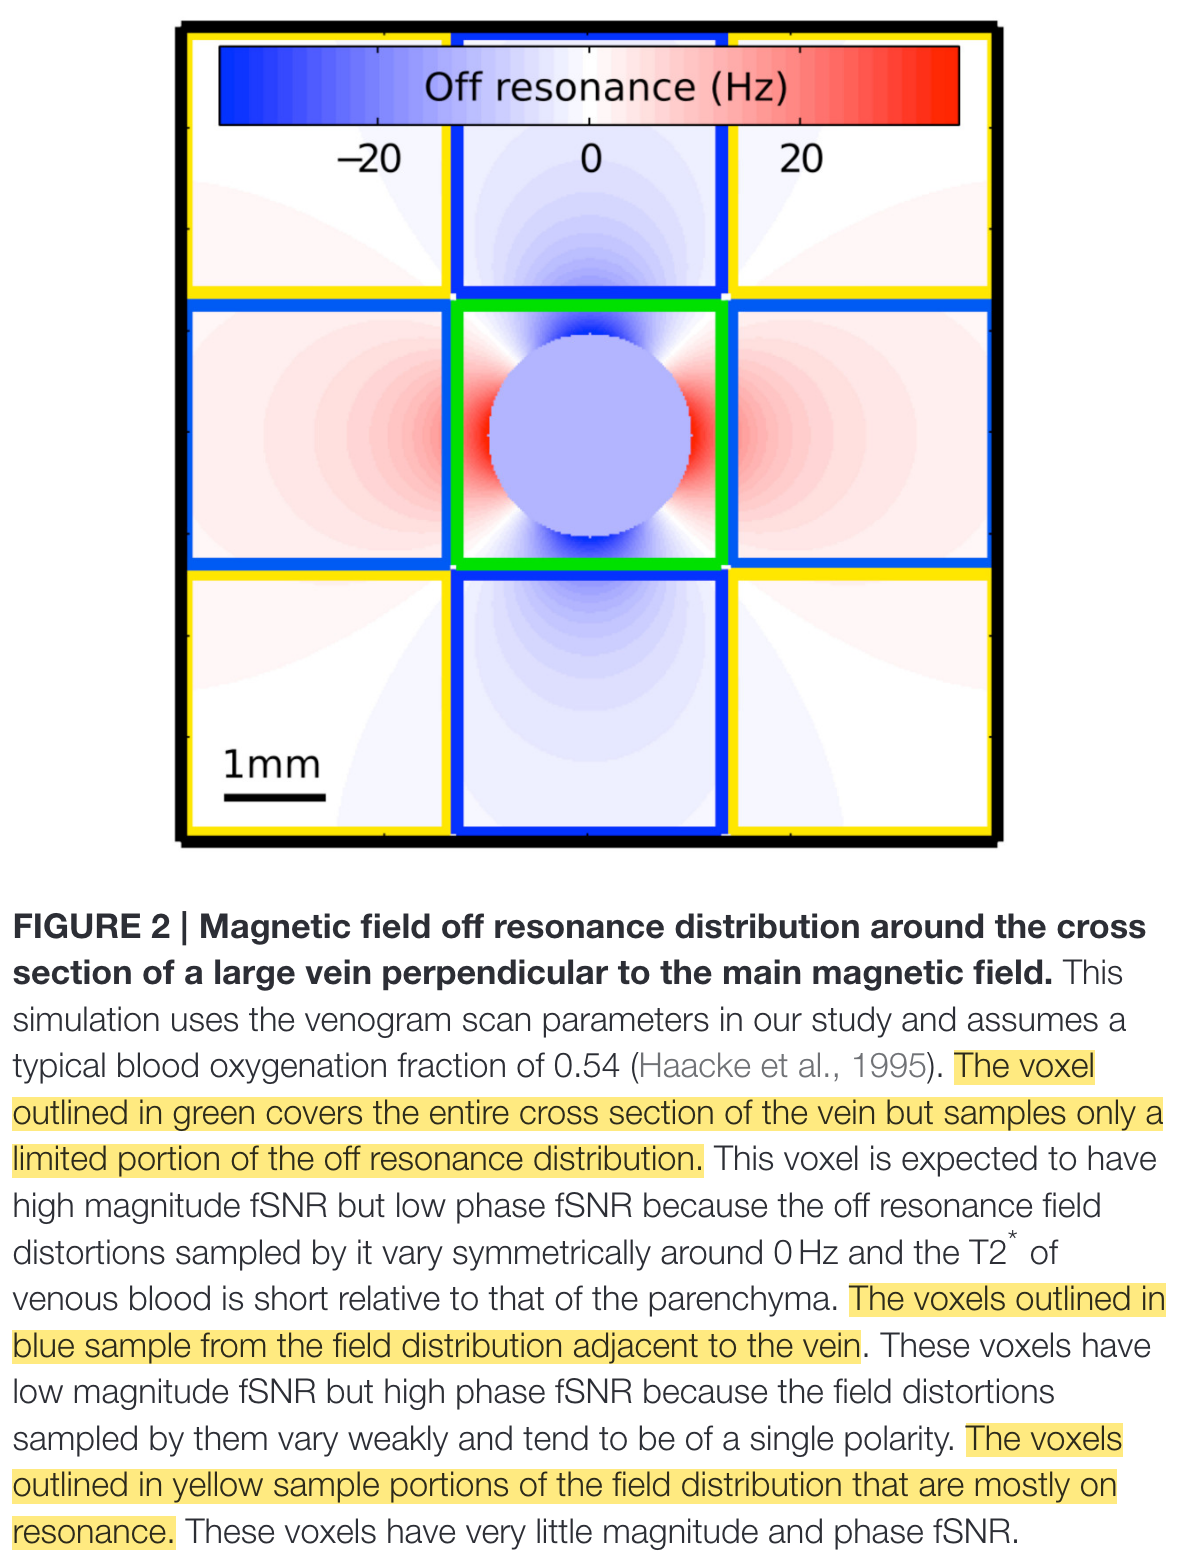 Off resonance (Hz)
−20 0 20
1mm
FIGURE 2 | Magnetic field off resonance distribution around the cross
section of a large vein perpendicular to the main magnetic field. This
simulation uses the venogram scan parameters in our study and assumes a
typical blood oxygenation fraction of 0.54 (Haacke et al., 1995). The voxel
outlined in green covers the entire cross section of the vein but samples only a
limited portion of the off resonance distribution. This voxel is expected to have
high magnitude fSNR but low phase fSNR because the off resonance field
distortions sampled by it vary symmetrically around 0 Hz and the T2* of
venous blood is short relative to that of the parenchyma. The voxels outlined in
blue sample from the field distribution adjacent to the vein. These voxels have
low magnitude fSNR but high phase fSNR because the field distortions
sampled by them vary weakly and tend to be of a single polarity. The voxels
outlined in yellow sample portions of the field distribution that are mostly on
resonance. These voxels have very little magnitude and phase fSNR.